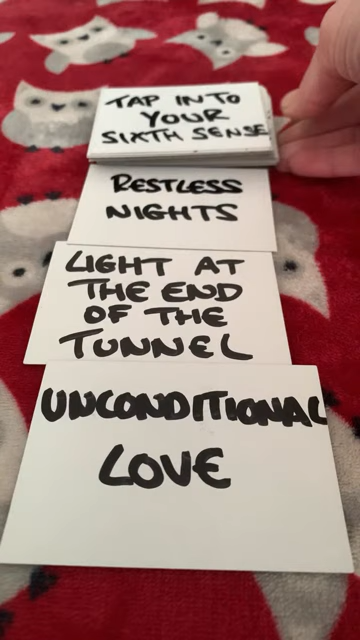 TAP INTO
YOUR
SIXTH SENSE
RESTLESS
NIGHTS
LIGHT AT
THE END
OF THE
TUNNEL
UNCONDITIONAL
LOVE